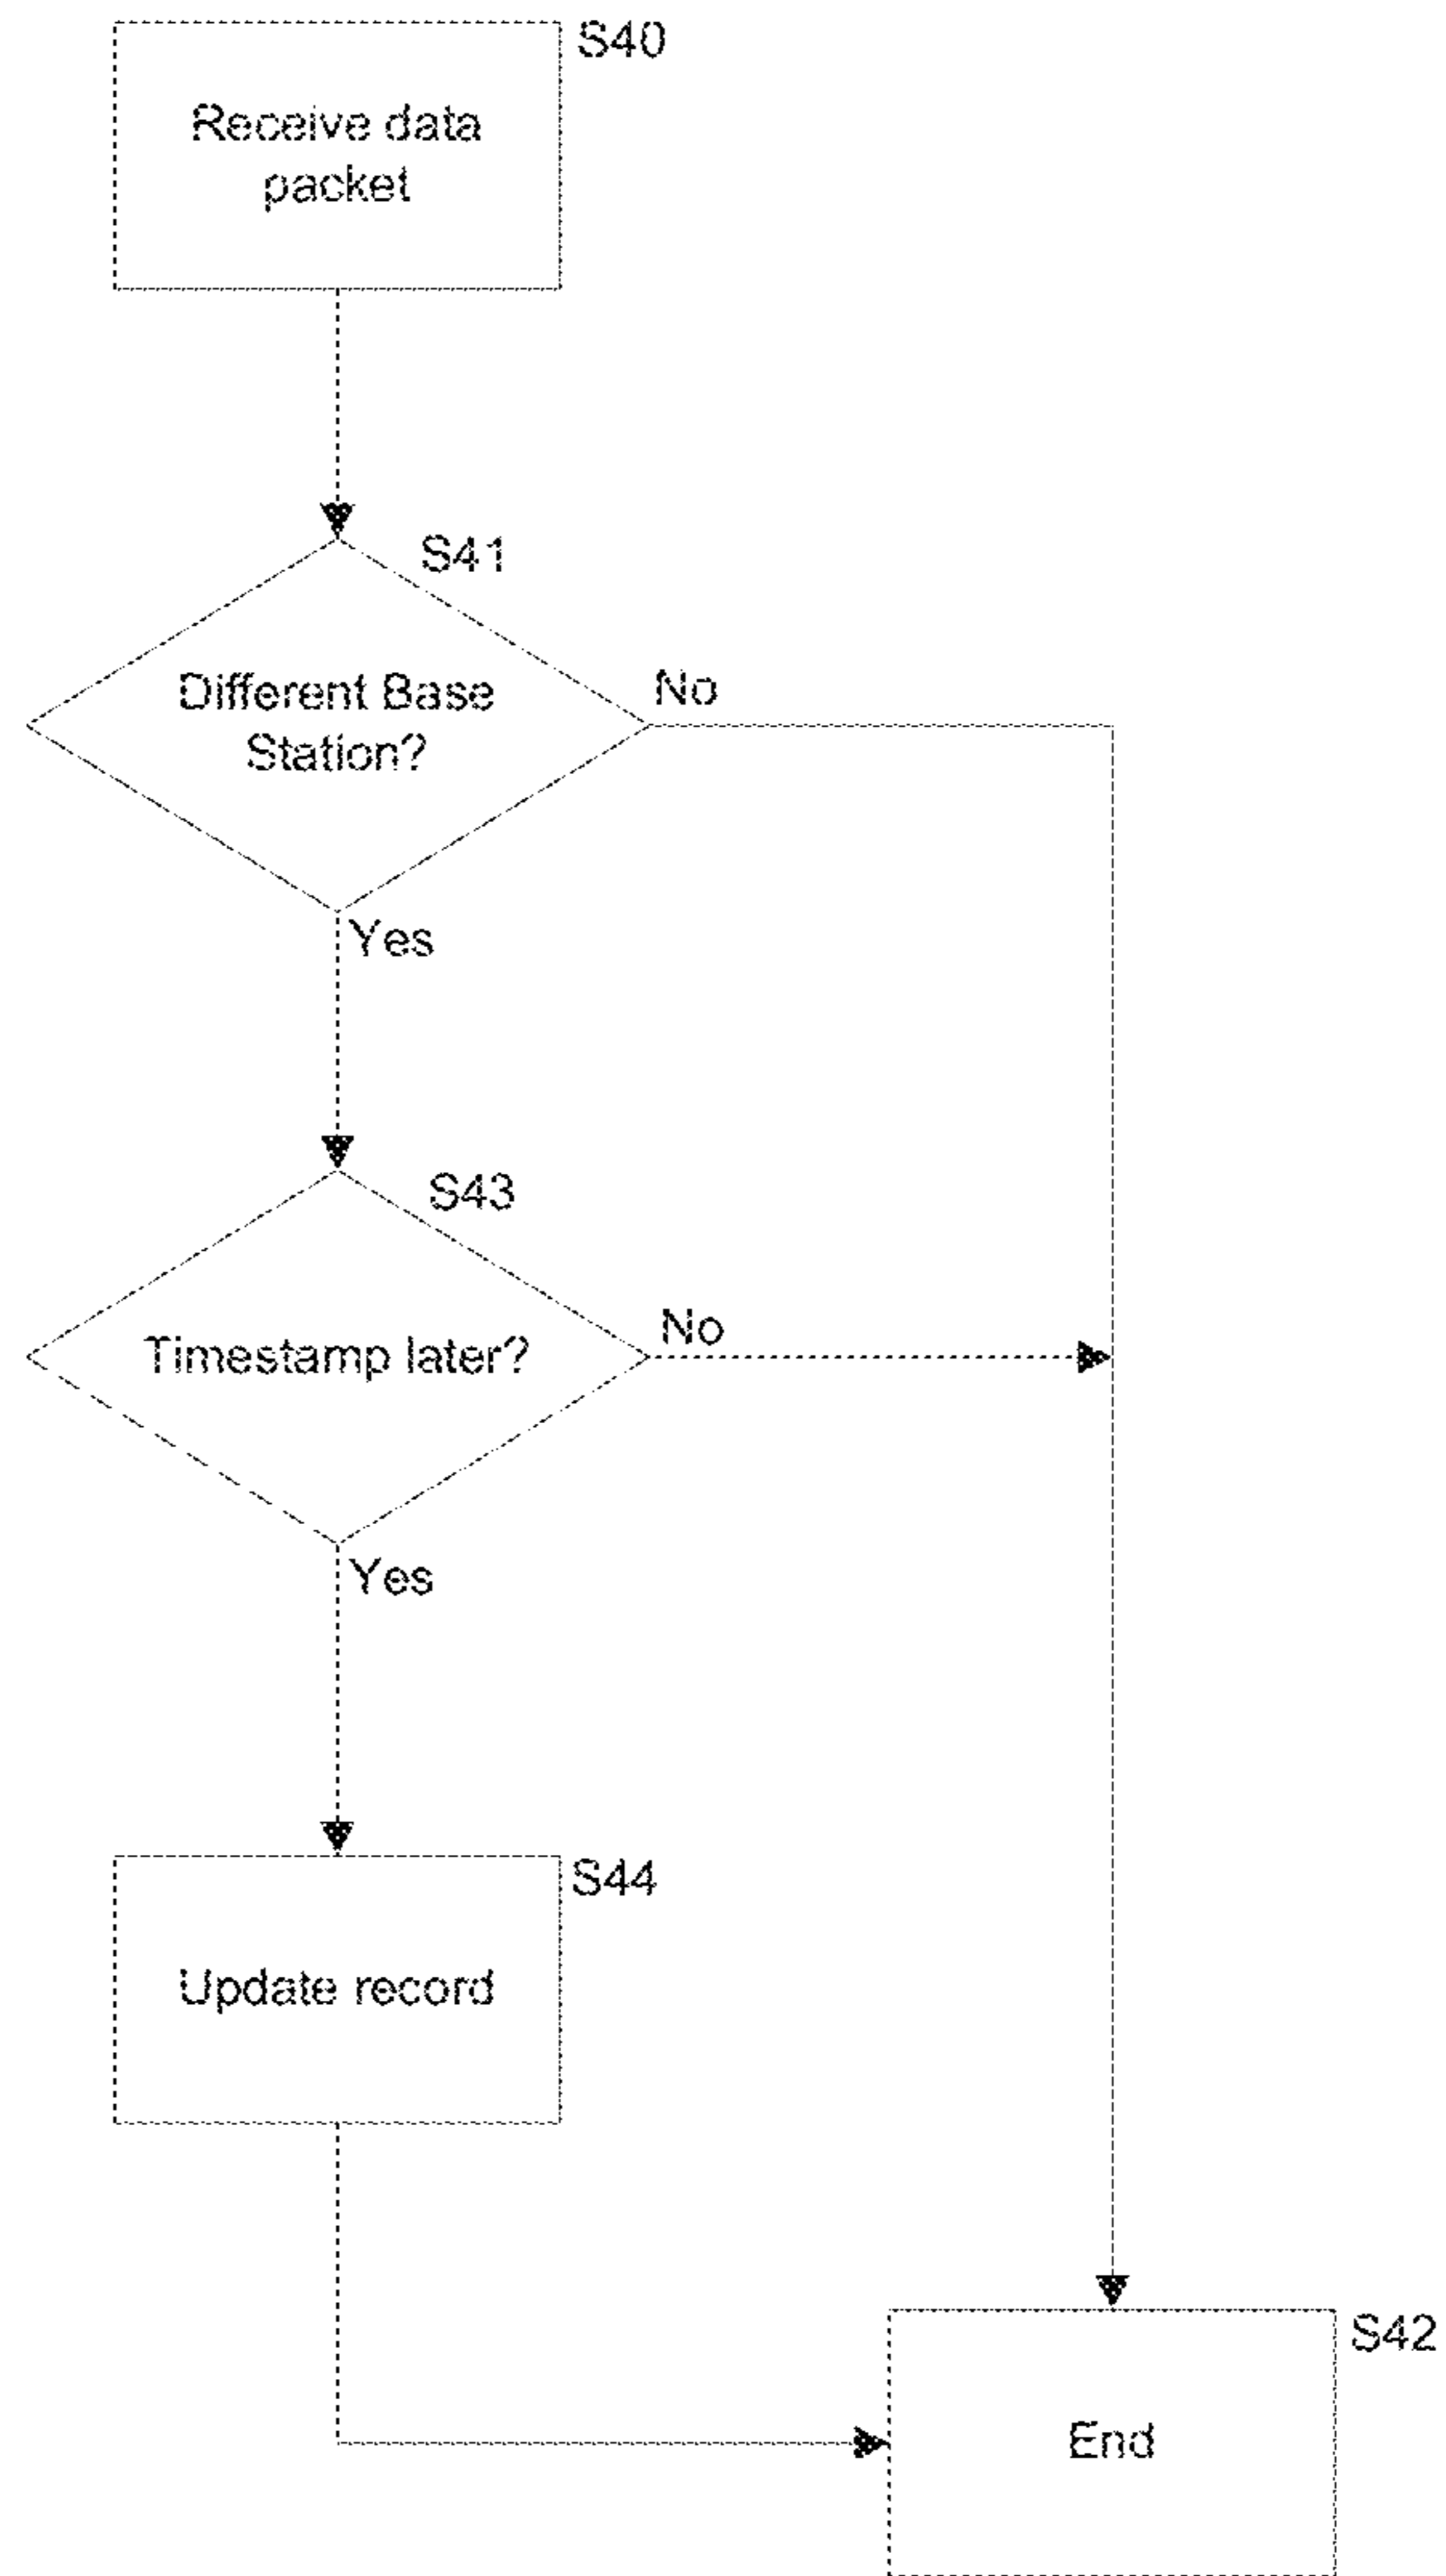 S40
Receive data
packet
S41
Different Base
Station?
No
Yes
S43
Timestamp later?
No
Yes
S44
Update record
S42
End